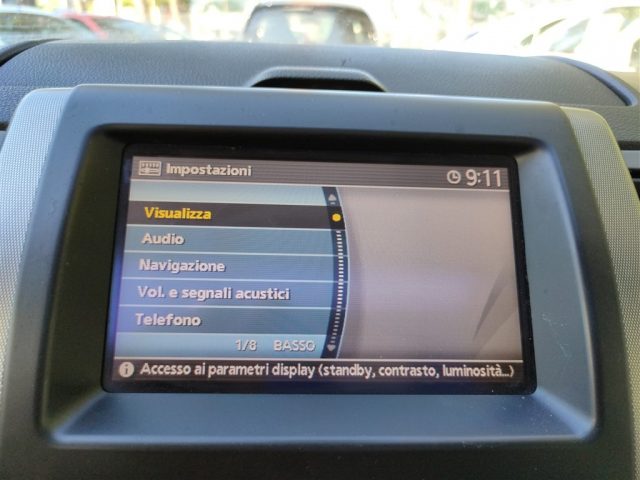 Impostazioni
9:11
Visualizza
Audio
Navigazione
Vol. e segnali acustici
Telefono
1/8 BASSO
Accesso ai parametri display (standby, contrasto, luminosità..)